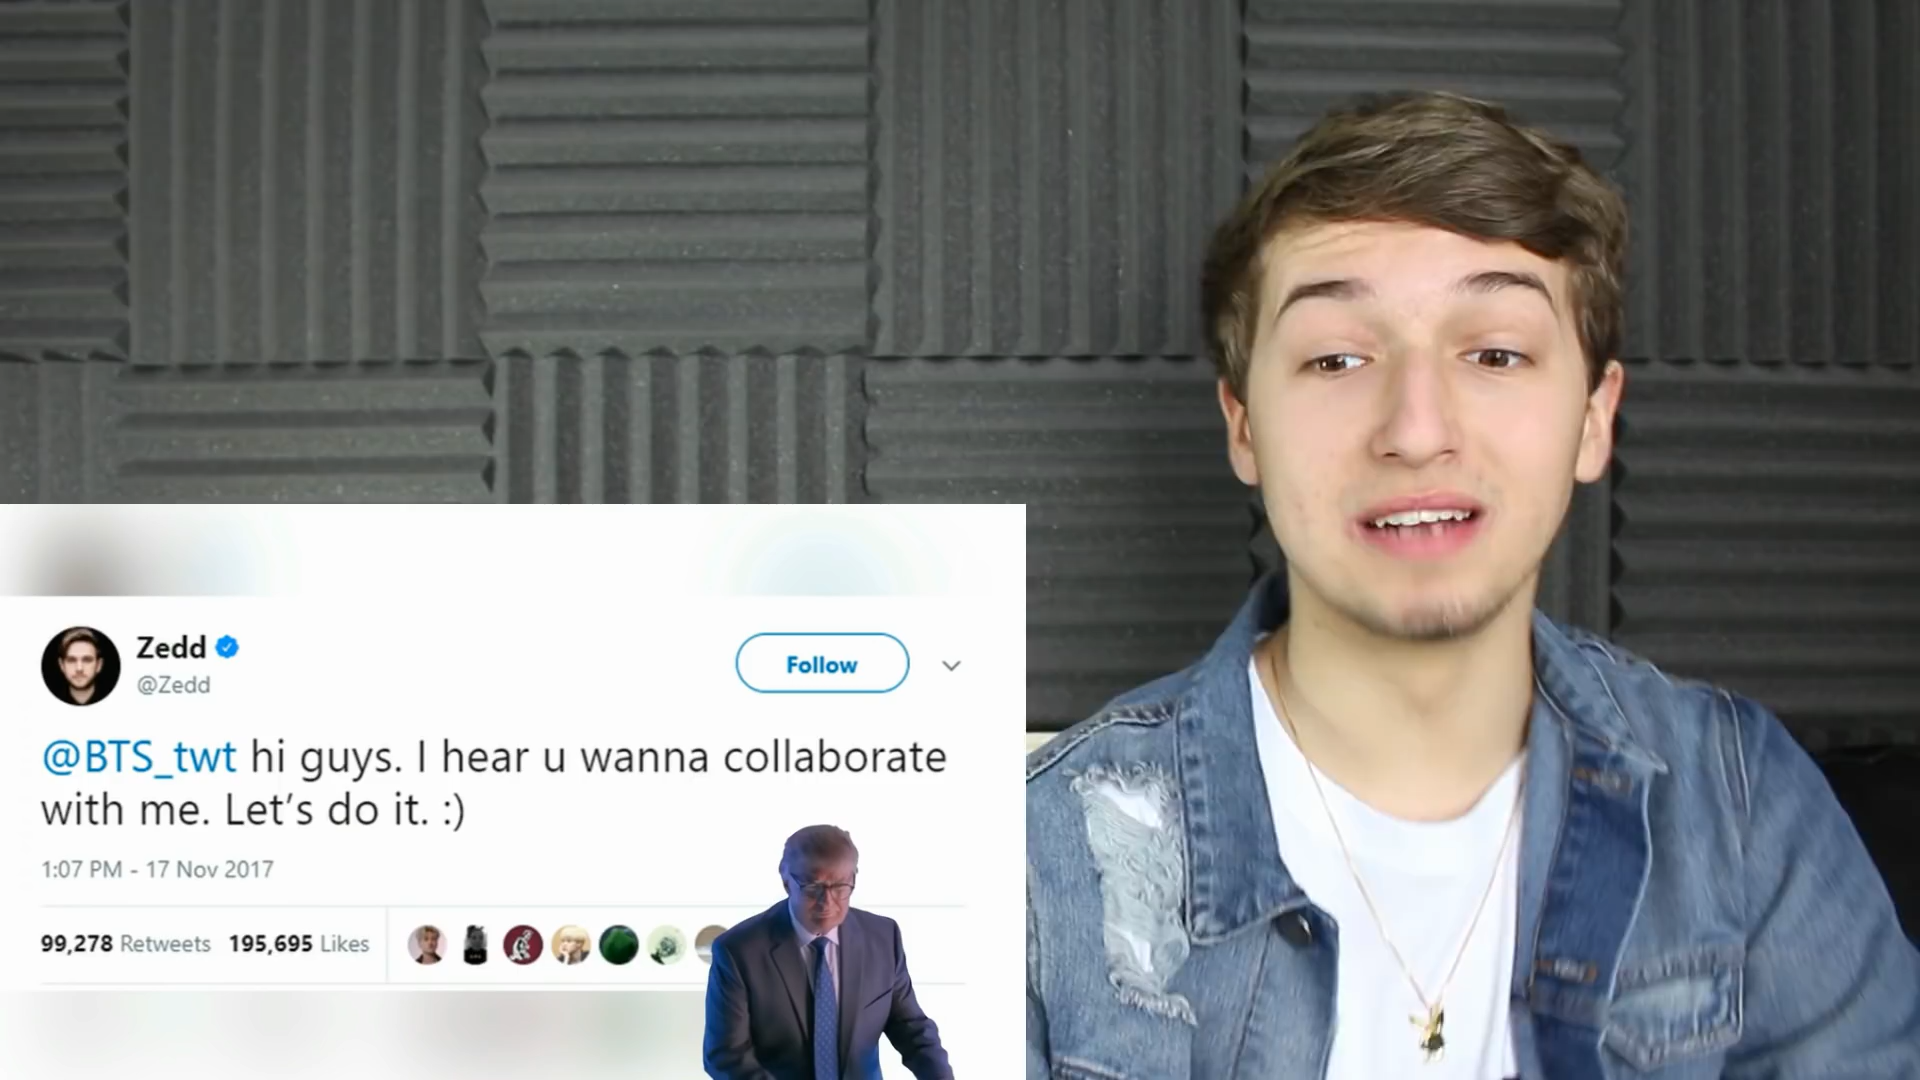 Zedd
@Zedd
Follow
@BTS_twt hi guys. I hear u wanna collaborate
with me. Let's do it. :)
1:07 PM - 17 Nov 2017
99,278 Retweets 195,695 Likes